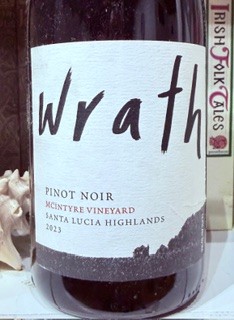 Wrath
PINOT NOIR
MCINTYRE VINEYARD
SANTA LUCIA HIGHLANDS
2023
IRISH FOLK TALES